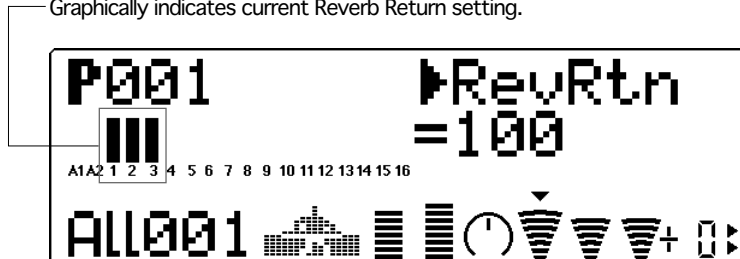 Graphically indicates current Reverb Return setting.
P001 RevRtn
=100
A1 A2 1 2 3 4 5 6 7 8 9 10 11 12 13 14 15 16
All001 0